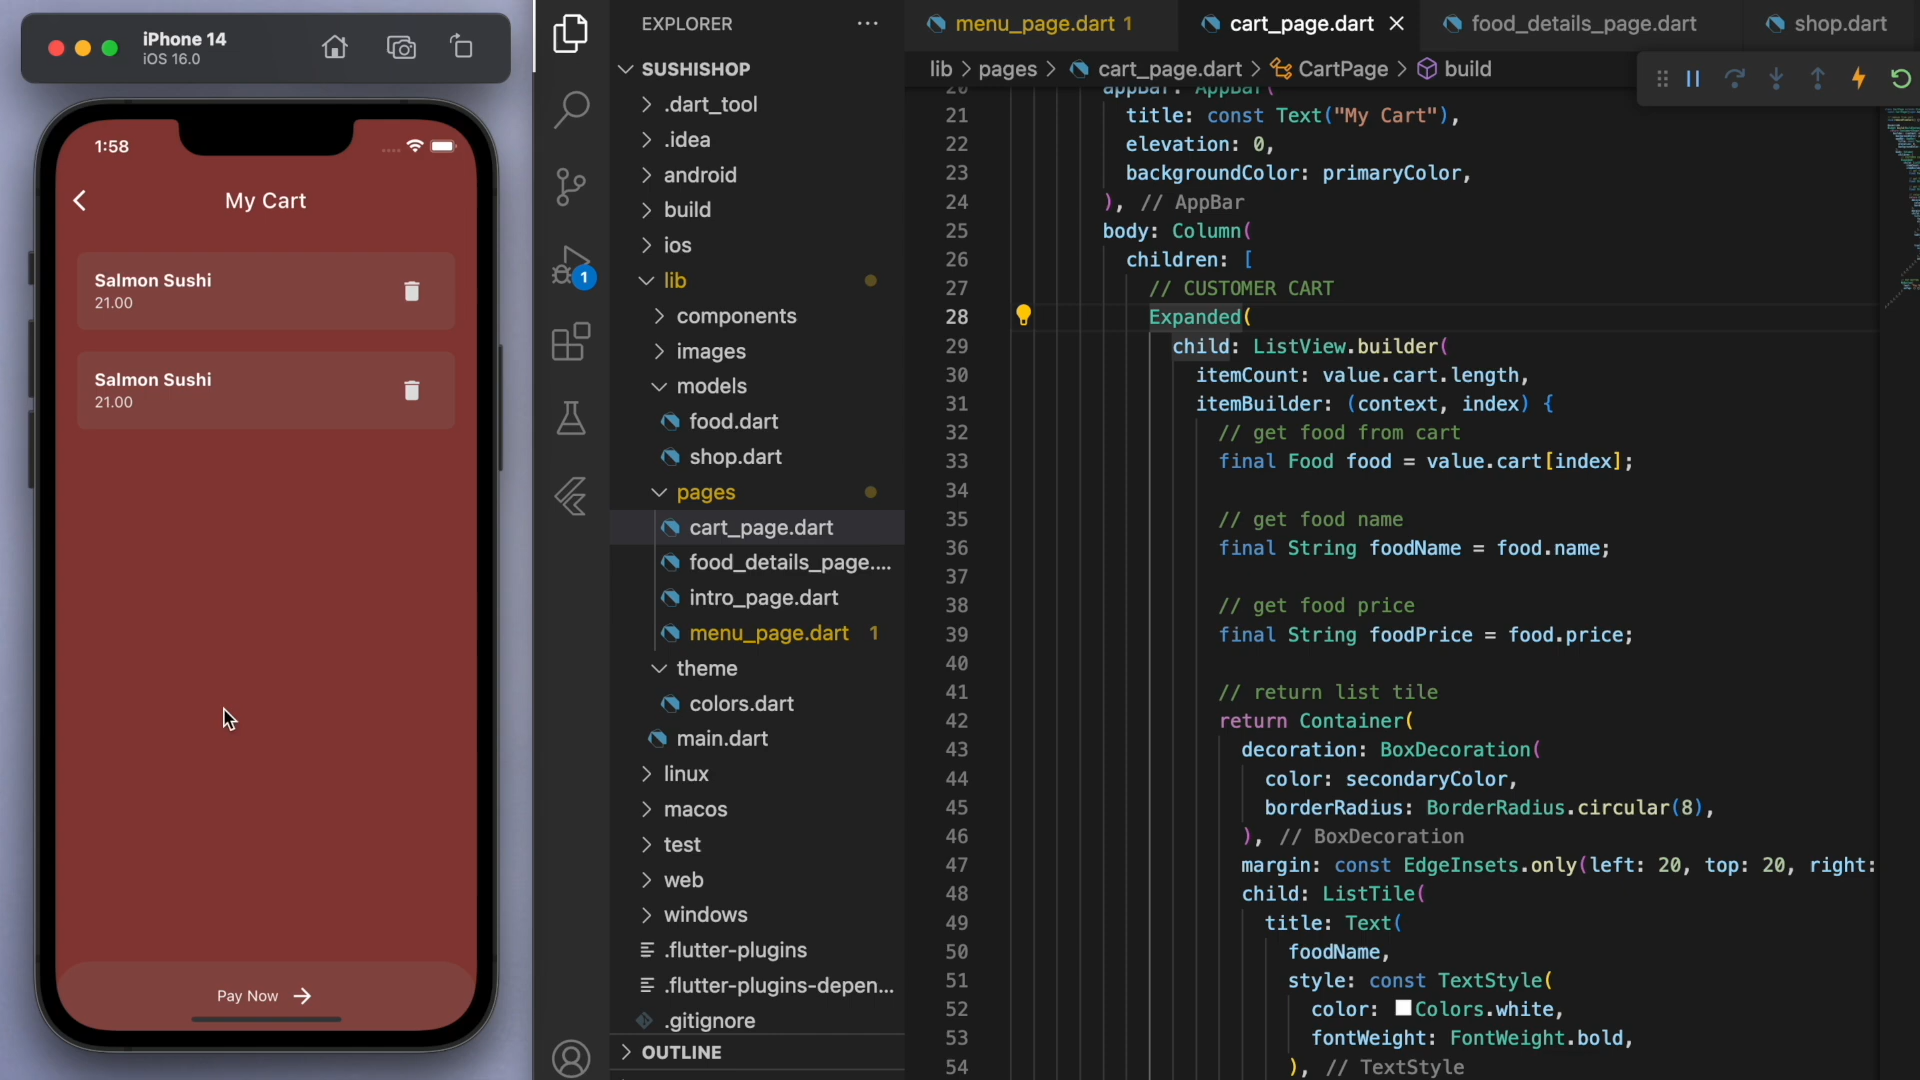 iPhone 14
iOS 16.0
1:58
My Cart
Salmon Sushi
21.00
Salmon Sushi
21.00
Pay Now
1
EXPLORER
SUSHISHOP
.dart_tool
.idea
android
build
ios
lib
components
images
models
food.dart
shop.dart
pages
cart_page.dart
food_details_page....
intro_page.dart
menu_page.dart 1
theme
colors.dart
main.dart
linux
macos
test
web
windows
.flutter-plugins
.flutter-plugins-depen...
.gitignore
OUTLINE
menu_page.dart 1
cart_page.dart
food_details_page.dart
shop.dart
lib > pages > cart_page.dart > CartPage > build
20 appBar: AppBar(
21 title: const Text("My Cart"),
22 elevation: 0,
23 backgroundColor: primaryColor,
24 ), // AppBar
25 body: Column(
26 children: [
27 // CUSTOMER CART
28 Expanded(
29 child: ListView.builder(
30 itemCount: value.cart.length,
31 itemBuilder: (context, index) {
32 // get food from cart
33 final Food food = value.cart[index];
34
35 // get food name
36 final String foodName = food.name;
37
38 // get food price
39 final String foodPrice = food.price;
40
41 // return list tile
42 return Container(
43 decoration: BoxDecoration(
44 color: secondaryColor,
45 borderRadius: BorderRadius.circular(8),
46 ), // BoxDecoration
47 margin: const EdgeInsets.only(left: 20, top: 20, right:
48 child: ListTile(
49 title: Text(
50 foodName,
51 style: const TextStyle(
52 color: Colors.white,
53 fontWeight: FontWeight.bold,
54 ), // TextStyle